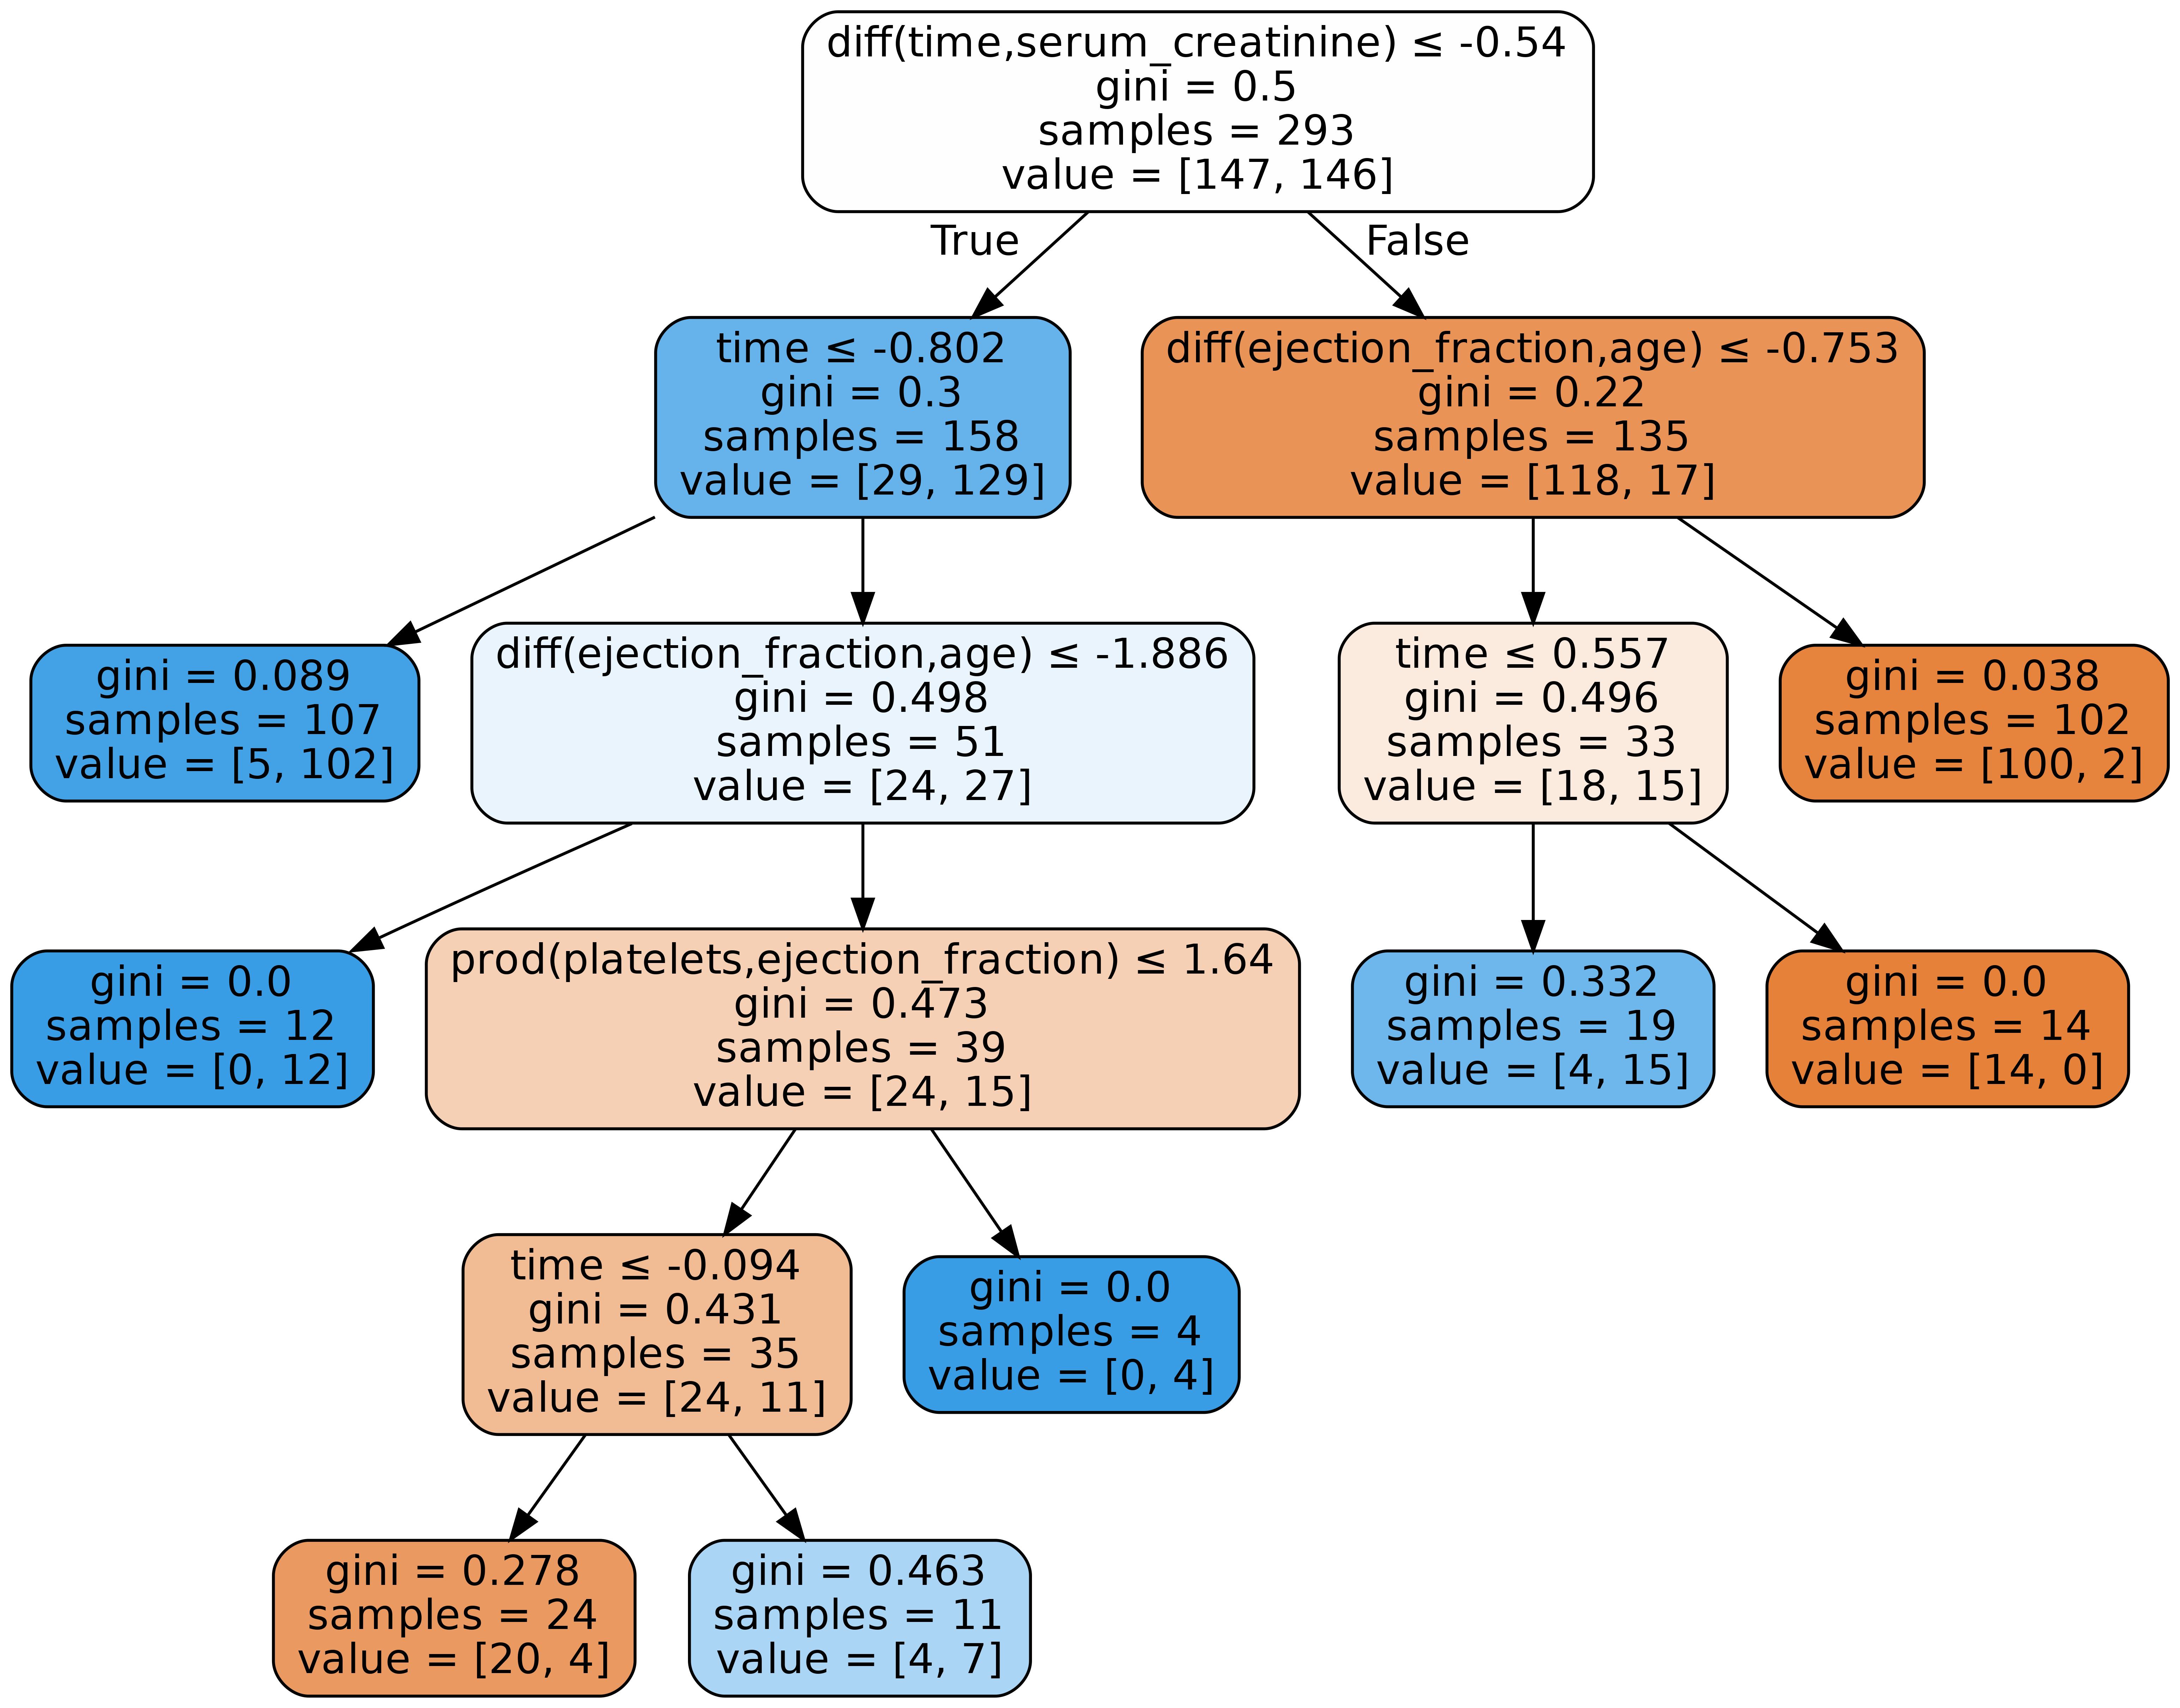 diff(time,serum_creatinine) ≤ -0.54
gini = 0.5
samples = 293
value = [147, 146]
True
False
time ≤ -0.802
gini = 0.3
samples = 158
value = [29, 129]
diff(ejection_fraction,age) ≤ -0.753
gini = 0.22
samples = 135
value = [118, 17]
gini = 0.089
samples = 107
value = [5, 102]
diff(ejection_fraction,age) ≤ -1.886
gini = 0.498
samples = 51
value = [24, 27]
time ≤ 0.557
gini = 0.496
samples = 33
value = [18, 15]
gini = 0.038
samples = 102
value = [100, 2]
gini = 0.0
samples = 12
value = [0, 12]
prod(platelets,ejection_fraction) ≤ 1.64
gini = 0.473
samples = 39
value = [24, 15]
gini = 0.332
samples = 19
value = [4, 15]
gini = 0.0
samples = 14
value = [14, 0]
time ≤ -0.094
gini = 0.431
samples = 35
value = [24, 11]
gini = 0.0
samples = 4
value = [0, 4]
gini = 0.278
samples = 24
value = [20, 4]
gini = 0.463
samples = 11
value = [4, 7]